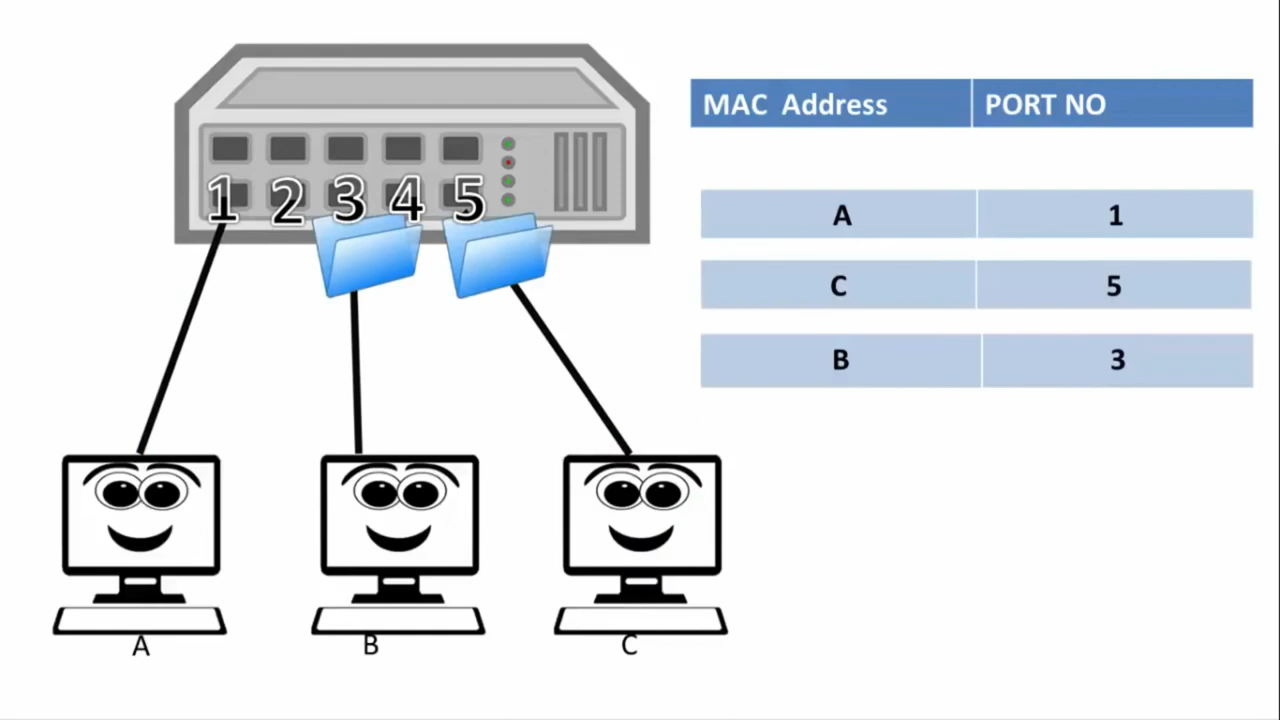 1 2 3 4 5
MAC Address PORT NO
A 1
C 5
B 3
A B C